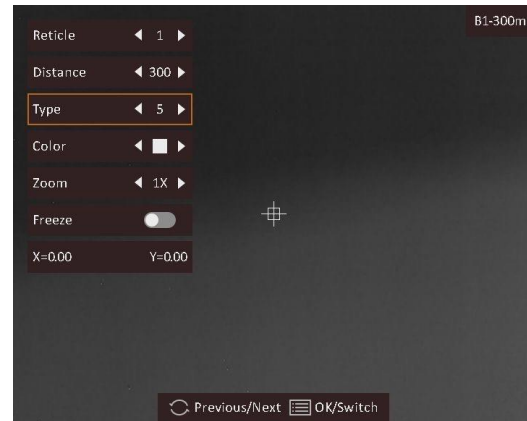 B1-300m
Reticle 1
Distance 300
Type 5
Color
Zoom 1X
Freeze
X=0.00 Y=0.00
Previous/Next OK/Switch